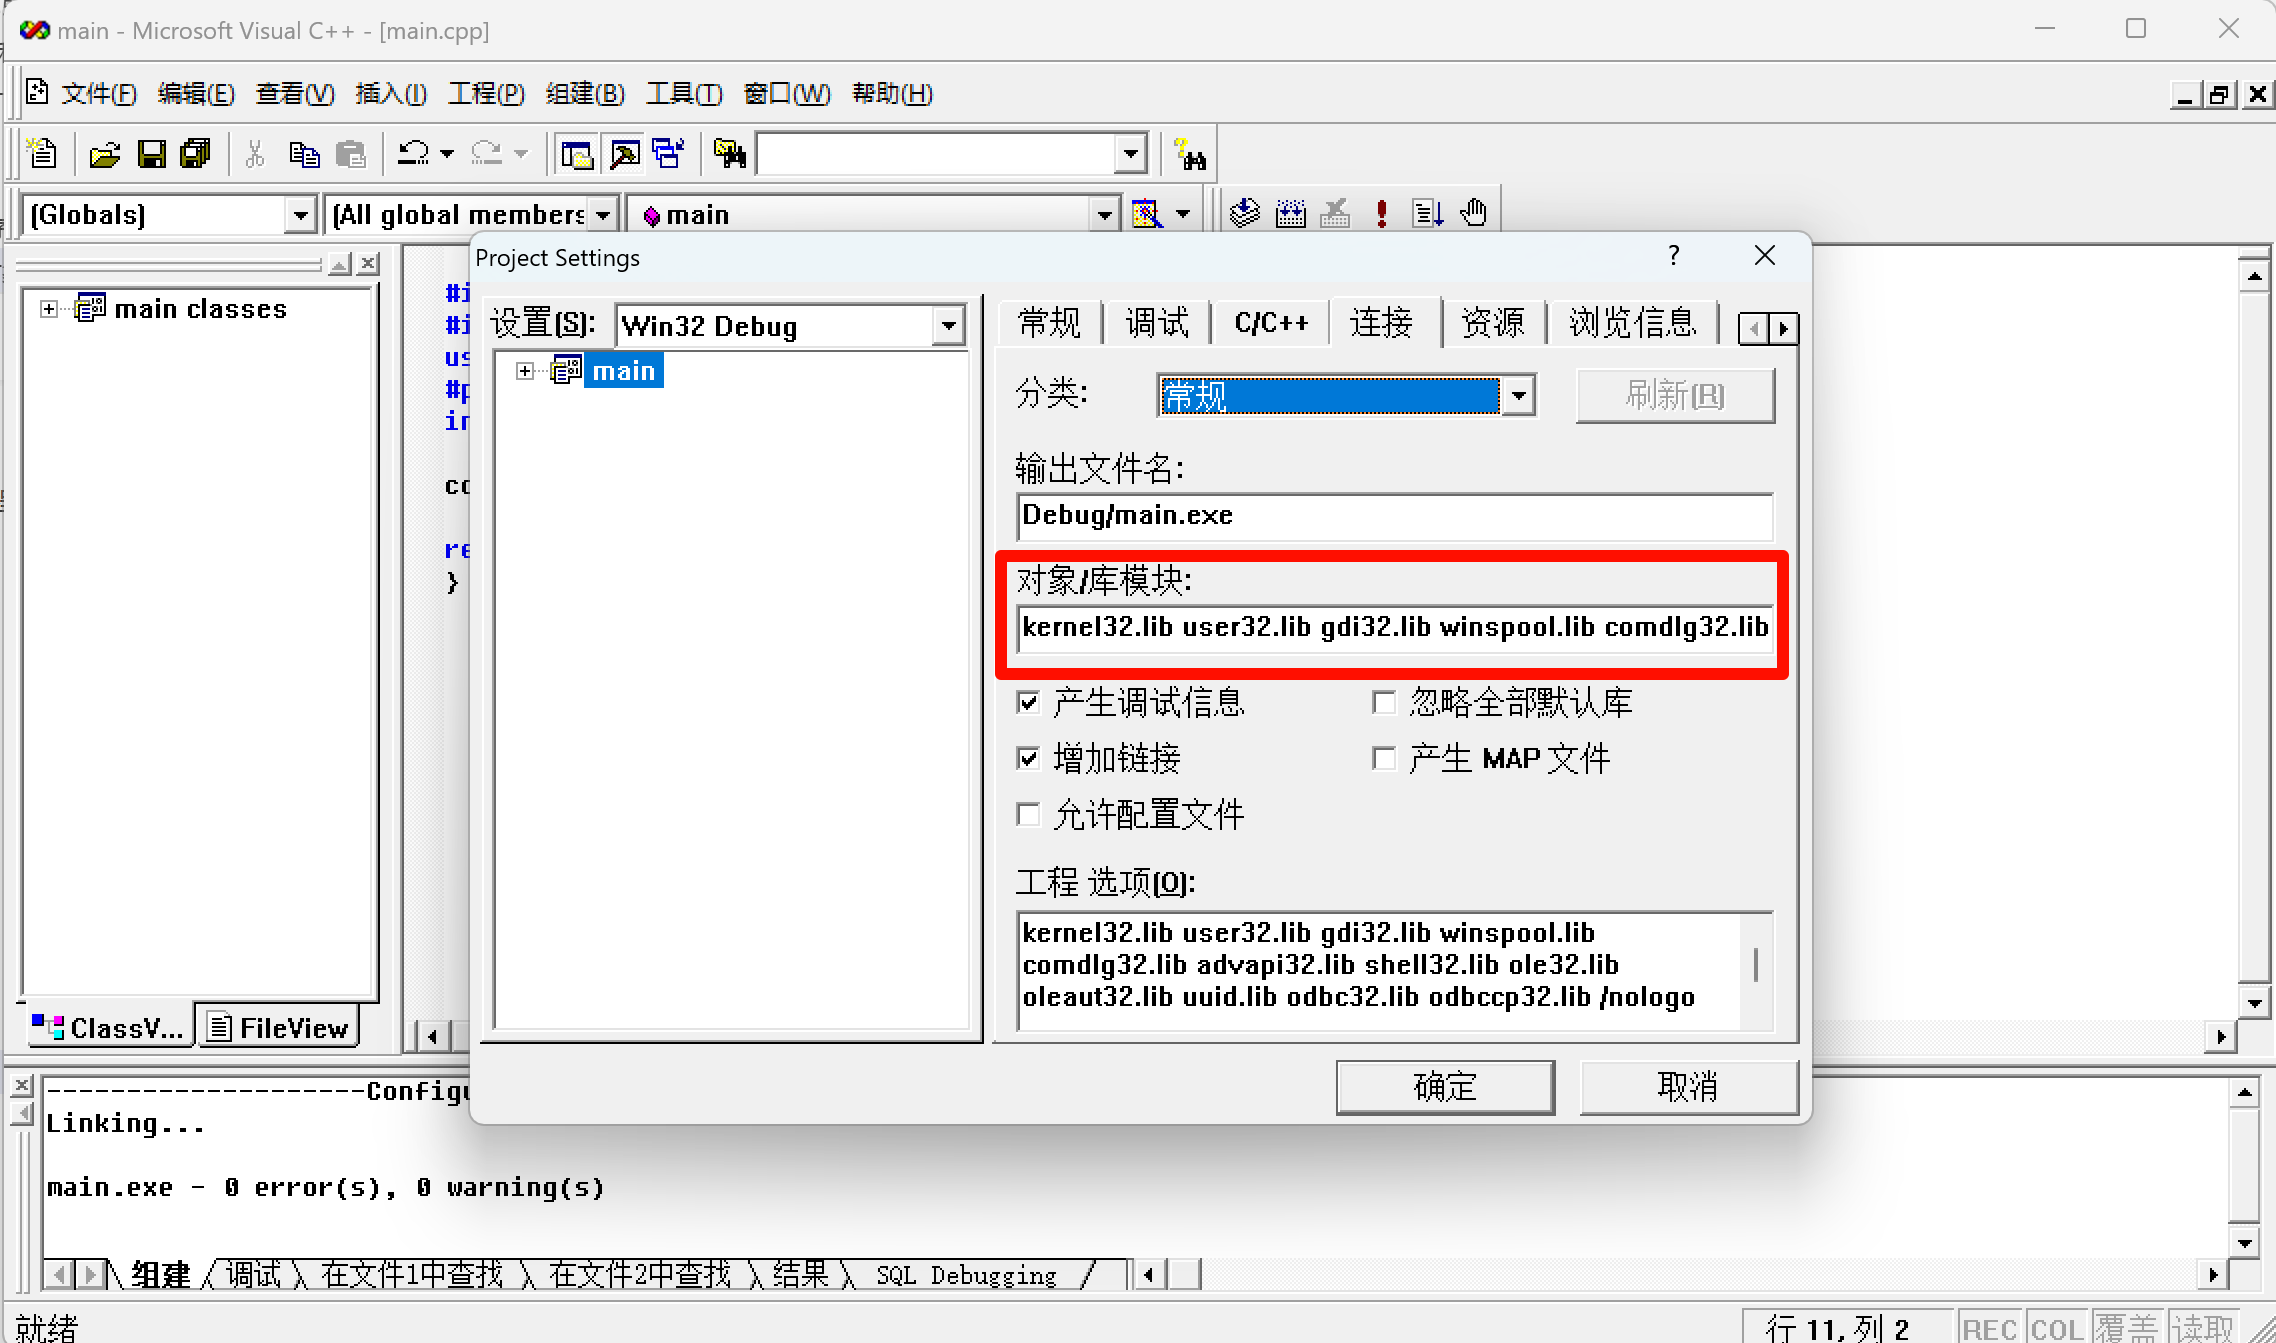 main - Microsoft Visual C++ - [main.cpp]
文件(F) 编辑(E) 查看(V) 插入(I) 工程(P) 组建(B) 工具(T) 窗口(W) 帮助(H)
(Globals) (All global members main
main classes
#i
#i
us
#p
in
co
re
}
ClassV... FileView
Project Settings
设置(S): Win32 Debug
main
常规 调试 C/C++ 连接 资源 浏览信息
分类: 常规 刷新(R)
输出文件名:
Debug/main.exe
对象/库模块:
kernel32.lib user32.lib gdi32.lib winspool.lib comdlg32.lib
产生调试信息 忽略全部默认库
增加链接 产生 MAP 文件
允许配置文件
工程 选项(O):
kernel32.lib user32.lib gdi32.lib winspool.lib
comdlg32.lib advapi32.lib shell32.lib ole32.lib
oleaut32.lib uuid.lib odbc32.lib odbccp32.lib /nologo
确定 取消
--------------------Configu
Linking...
main.exe - 0 error(s), 0 warning(s)
组建 调试 在文件1中查找 在文件2中查找 结果 SQL Debugging
就绪 行 11, 列 2 REC COL 覆盖 读取